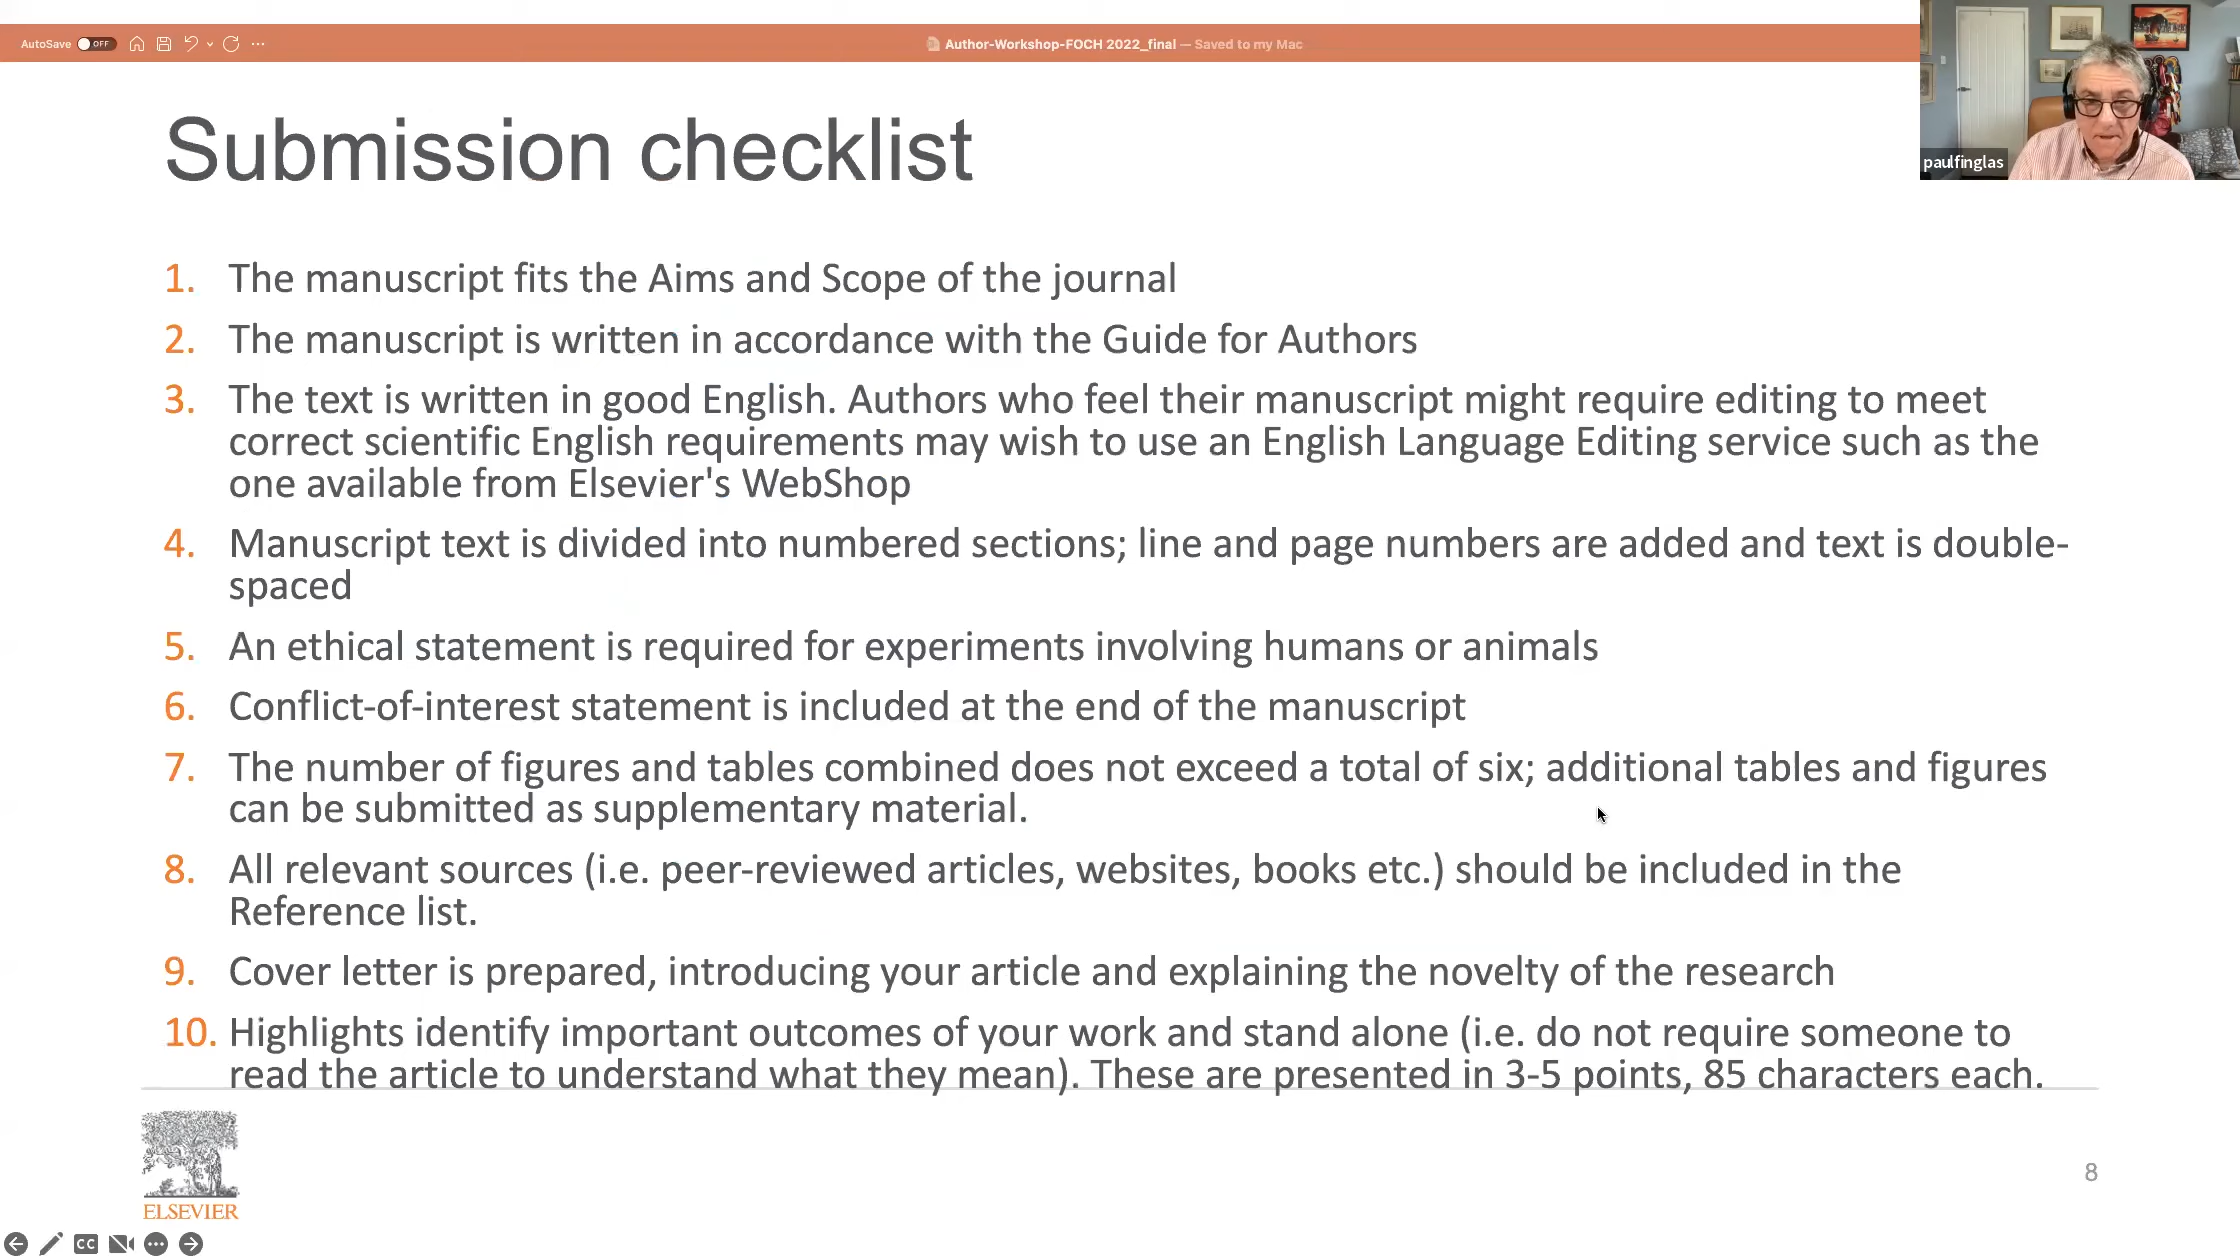 AutoSave OFF
Author-Workshop-FOCH 2022_final — Saved to my Mac
paulfinglas
Submission checklist
1. The manuscript fits the Aims and Scope of the journal
2. The manuscript is written in accordance with the Guide for Authors
3. The text is written in good English. Authors who feel their manuscript might require editing to meet
correct scientific English requirements may wish to use an English Language Editing service such as the
one available from Elsevier's WebShop
4. Manuscript text is divided into numbered sections; line and page numbers are added and text is double-
spaced
5. An ethical statement is required for experiments involving humans or animals
6. Conflict-of-interest statement is included at the end of the manuscript
7. The number of figures and tables combined does not exceed a total of six; additional tables and figures
can be submitted as supplementary material.
8. All relevant sources (i.e. peer-reviewed articles, websites, books etc.) should be included in the
Reference list.
9. Cover letter is prepared, introducing your article and explaining the novelty of the research
10. Highlights identify important outcomes of your work and stand alone (i.e. do not require someone to
read the article to understand what they mean). These are presented in 3-5 points, 85 characters each.
ELSEVIER
8
CC